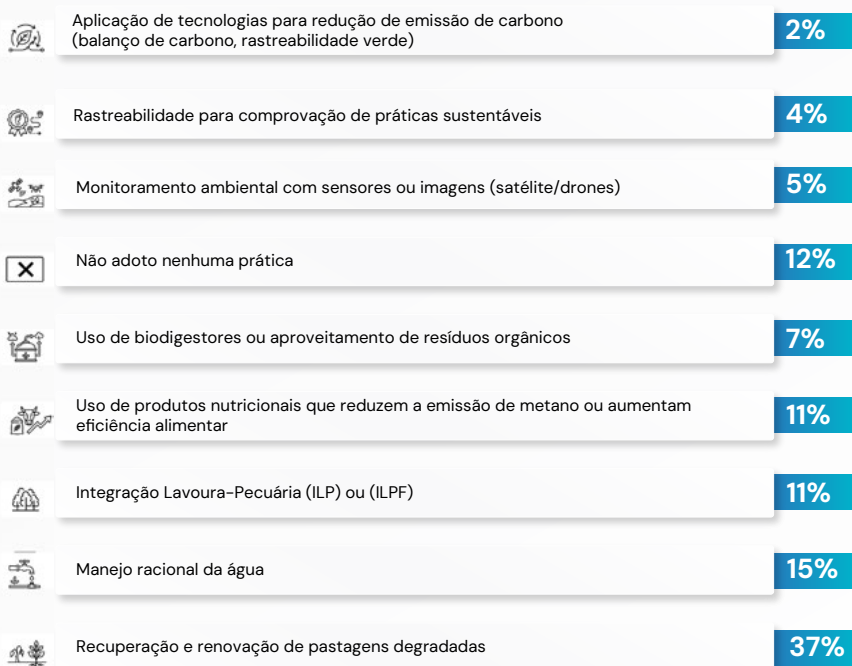 Aplicação de tecnologias para redução de emissão de carbono
(balanço de carbono, rastreabilidade verde)
2%
Rastreabilidade para comprovação de práticas sustentáveis
4%
Monitoramento ambiental com sensores ou imagens (satélite/drones)
5%
Não adoto nenhuma prática
12%
Uso de biodigestores ou aproveitamento de resíduos orgânicos
7%
Uso de produtos nutricionais que reduzem a emissão de metano ou aumentam
eficiência alimentar
11%
Integração Lavoura-Pecuária (ILP) ou (ILPF)
11%
Manejo racional da água
15%
Recuperação e renovação de pastagens degradadas
37%